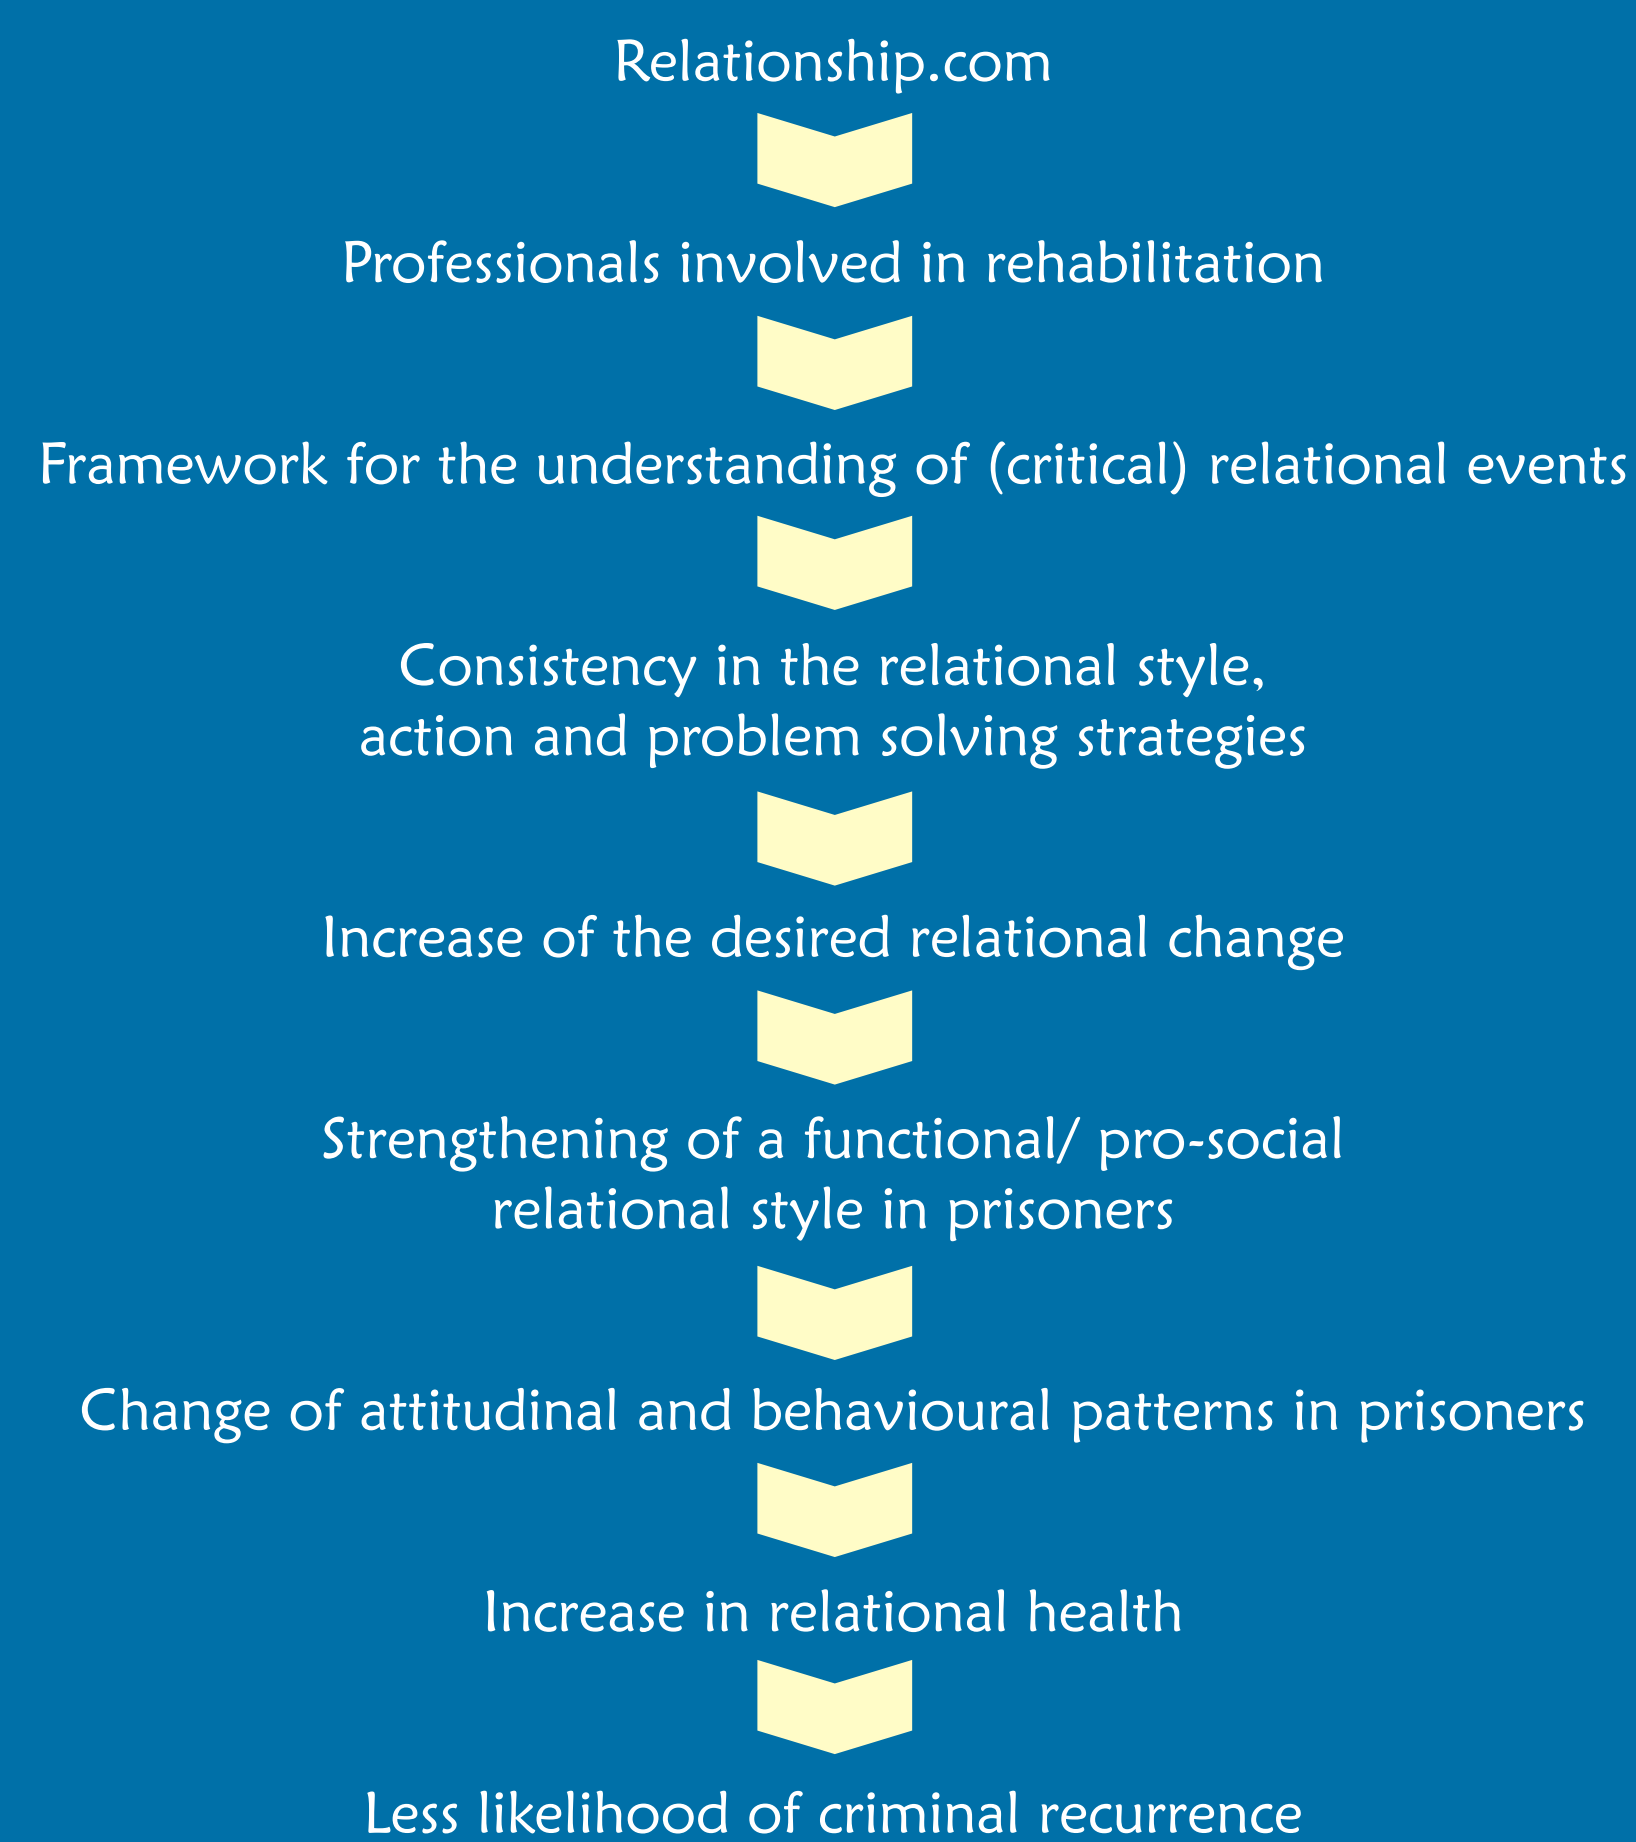 Relationship.com
Professionals involved in rehabilitation
Framework for the understanding of (critical) relational events
Consistency in the relational style,
action and problem solving strategies
Increase of the desired relational change
Strengthening of a functional/ pro-social
relational style in prisoners
Change of attitudinal and behavioural patterns in prisoners
Increase in relational health
Less likelihood of criminal recurrence